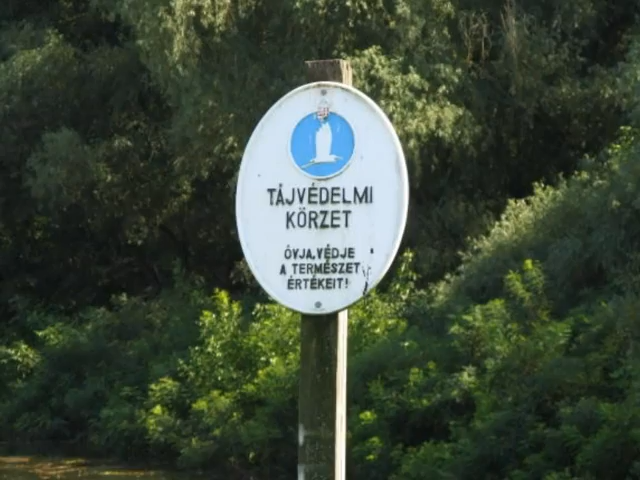 TÁJVÉDELMI
KÖRZET
ÓVJA,VÉDJE
A TERMÉSZET
ÉRTÉKEIT!